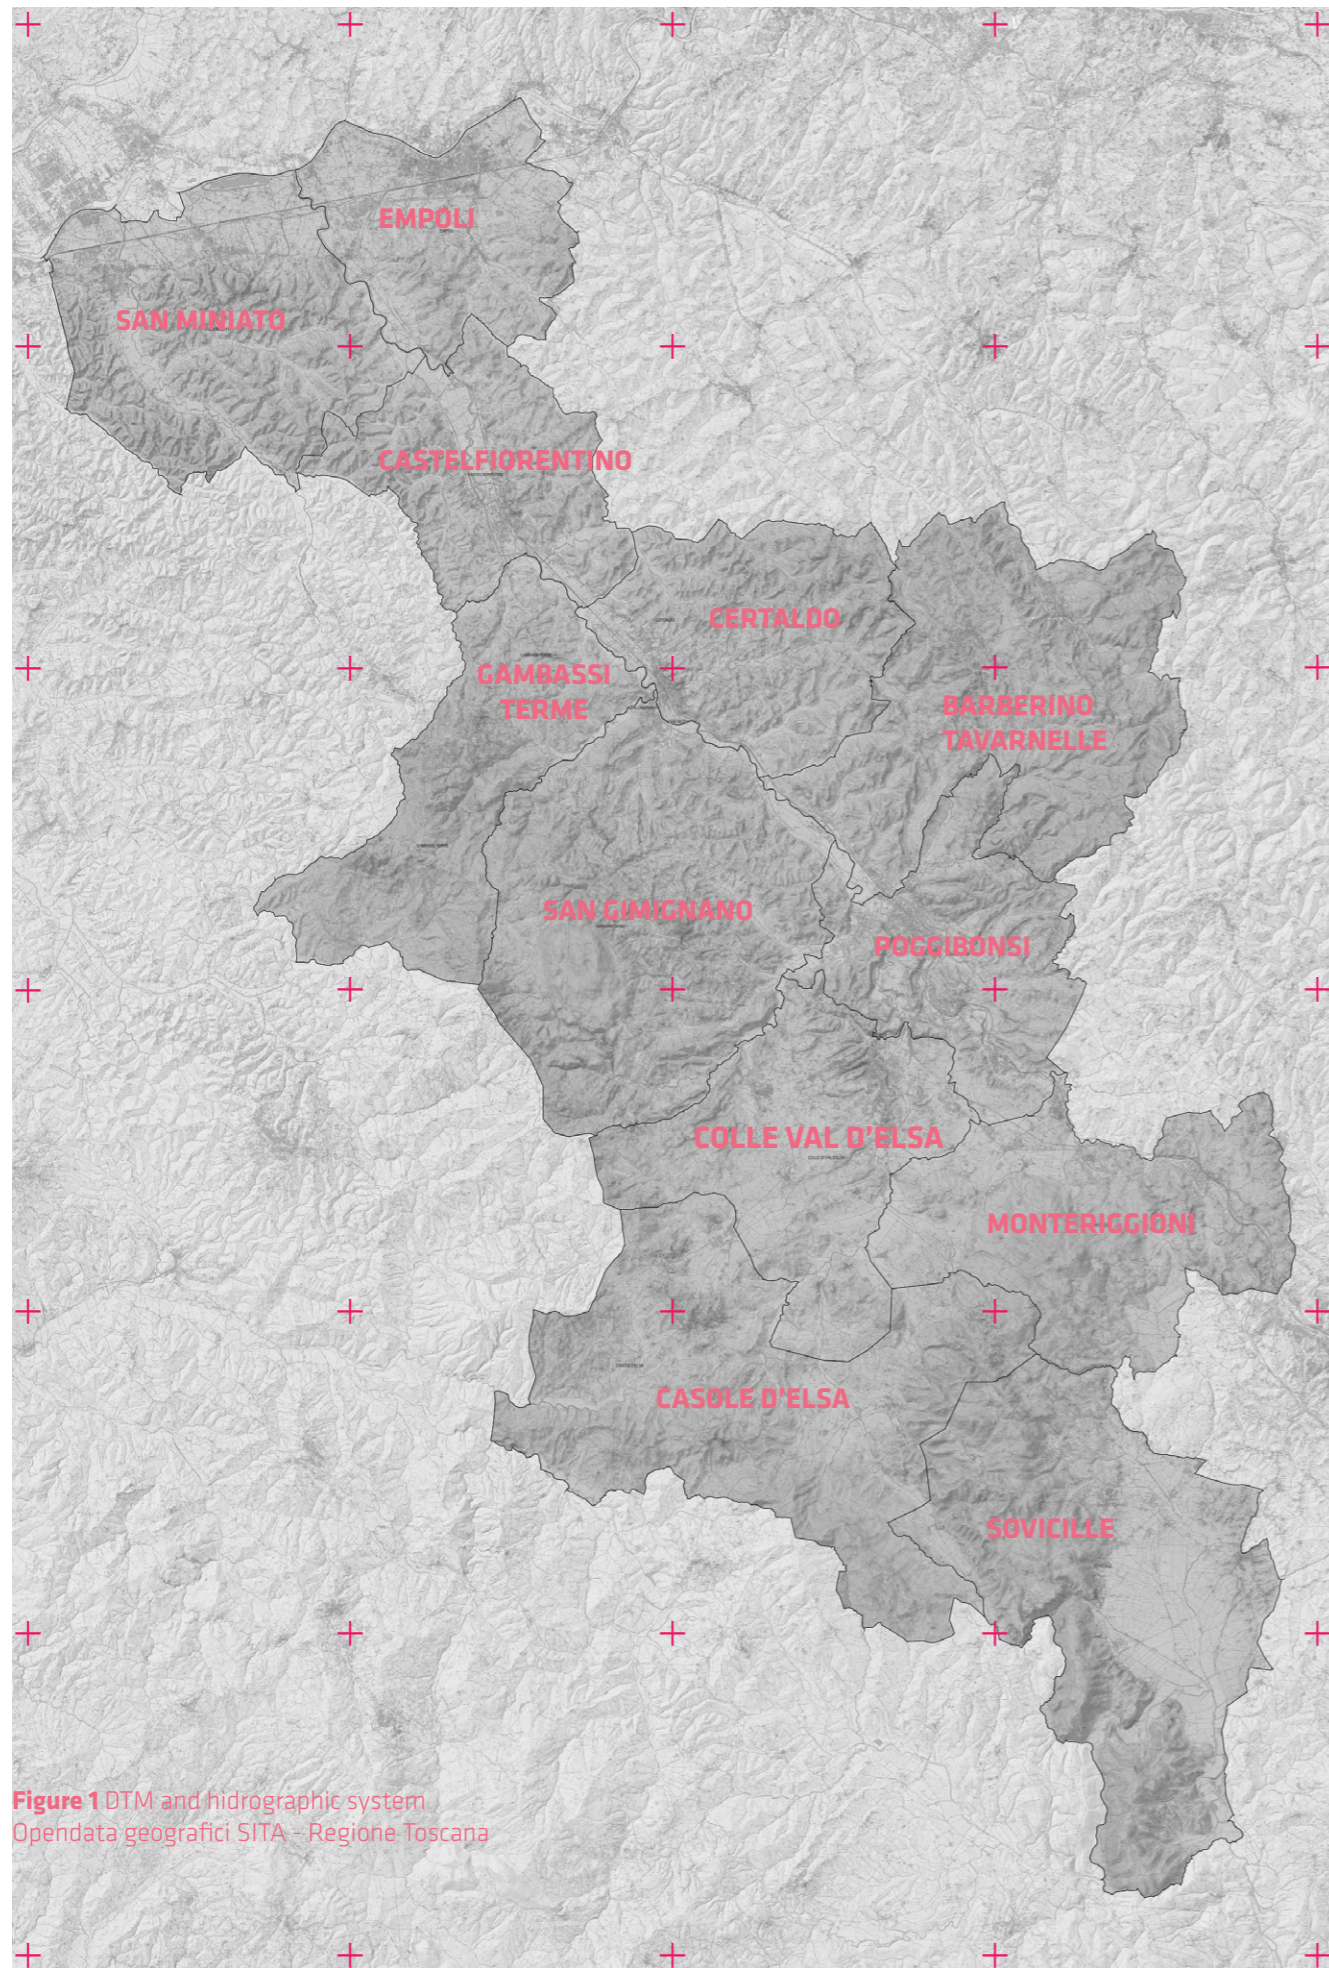 EMPOLI
SAN MINIATO
CASTELFIORENTINO
CERTALDO
GAMBASSI
TERME
BARBERINO
TAVARNELLE
SAN GIMIGNANO
POGGIBONSI
COLLE VAL D'ELSA
MONTERIGGIONI
CASOLE D'ELSA
SOVICILLE
Figure 1 DTM and hidrographic system
Opendata geografici SITA - Regione Toscana